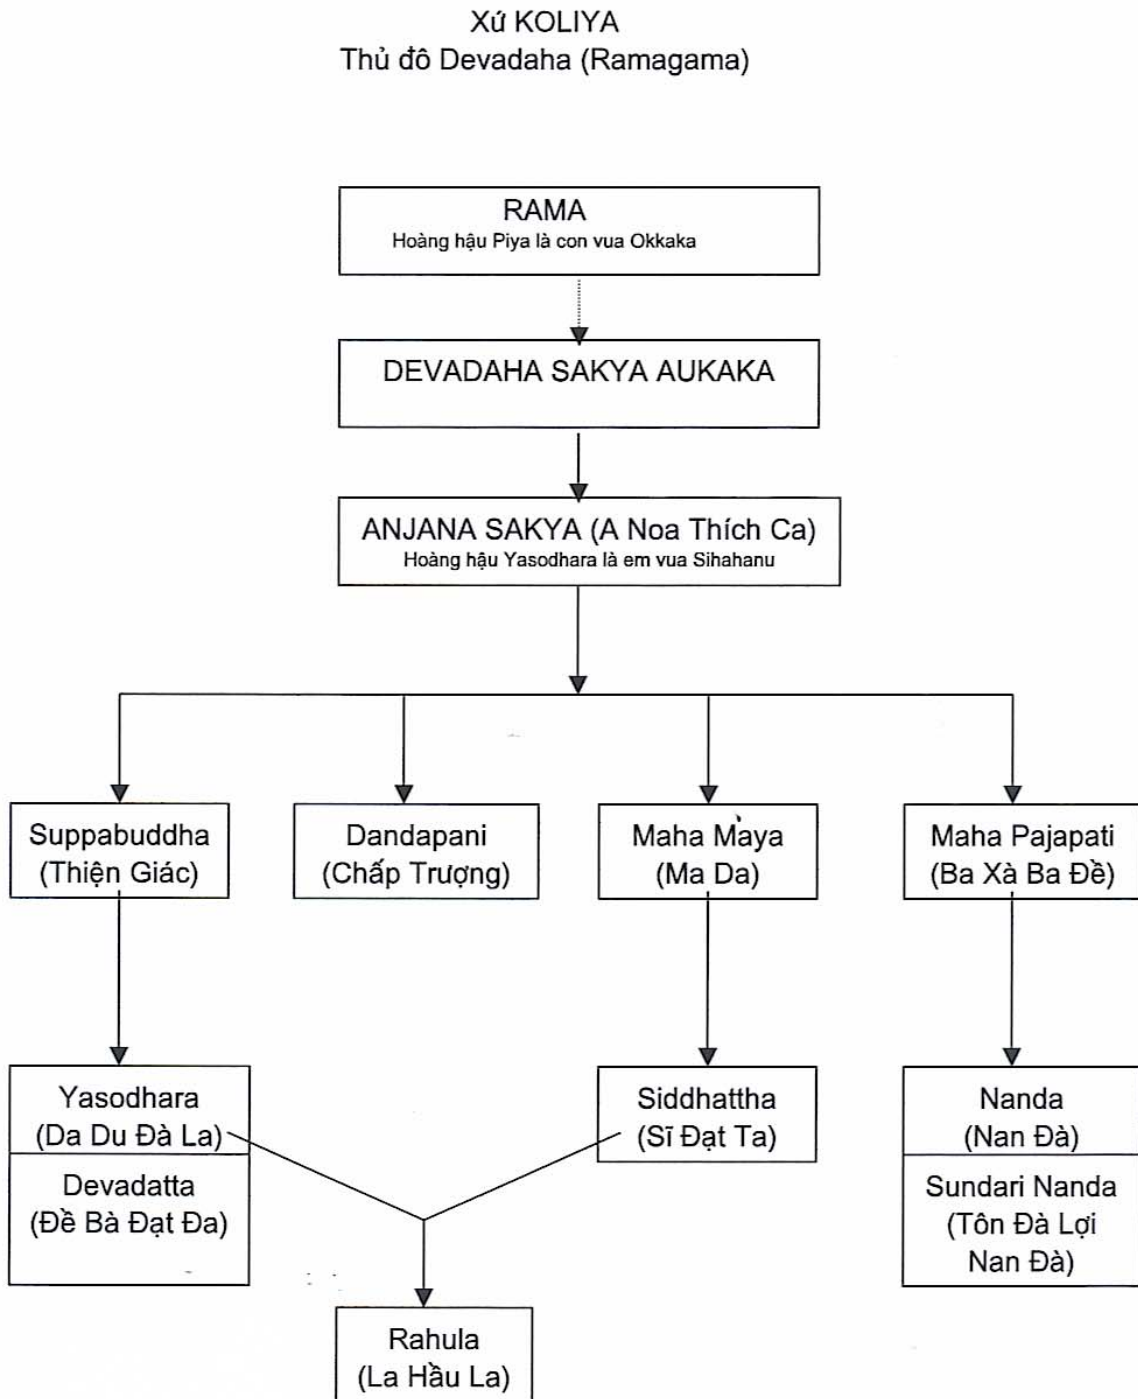 Xứ KOLIYA
Thủ đô Devadaha (Ramagama)
RAMA
Hoàng hậu Piya là con vua Okkaka
DEVADAHA SAKYA AUKAKA
ANJANA SAKYA (A Noa Thích Ca)
Hoàng hậu Yasodhara là em vua Sihahanu
Suppabuddha
(Thiện Giác)
Dandapani
(Chấp Trượng)
Maha Maya
(Ma Da)
Maha Pajapati
(Ba Xà Ba Đề)
Yasodhara
(Da Du Đà La)
Devadatta
(Đề Bà Đạt Đa)
Siddhattha
(Sĩ Đạt Ta)
Nanda
(Nan Đà)
Sundari Nanda
(Tôn Đà Lợi
Nan Đà)
Rahula
(La Hầu La)